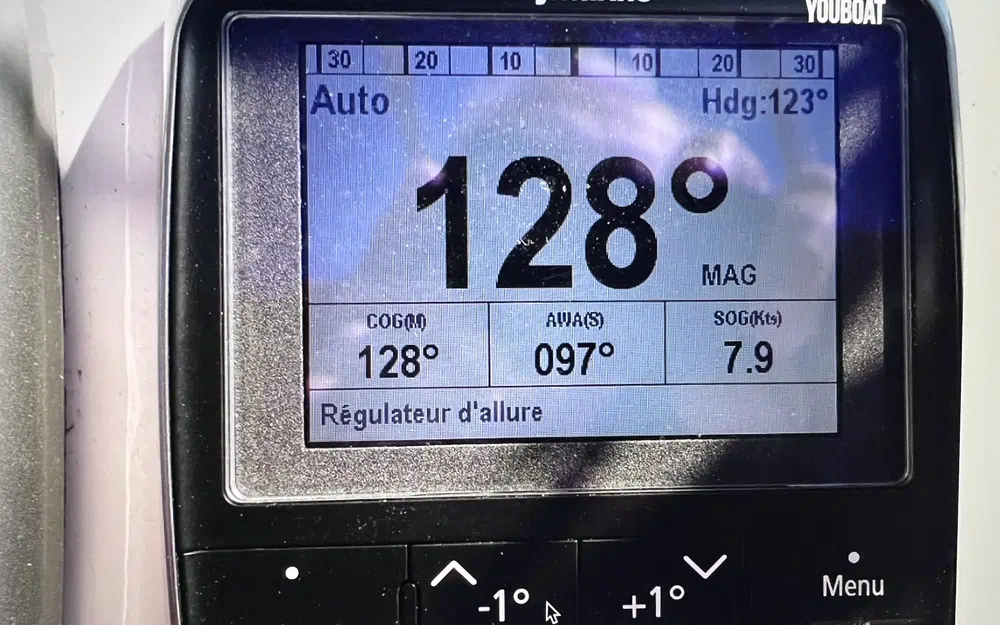 YOUBOAT
30 20 10 10 20 30
Auto Hdg:123°
128°
MAG
COG(M) AWA(S) SOG(Kts)
128° 097° 7.9
Régulateur d'allure
-1° +1° Menu